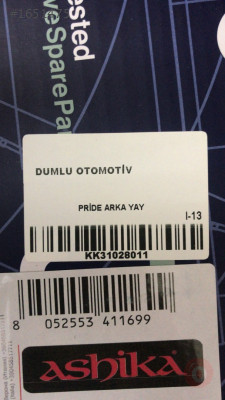 ested
veSparePa
DUMLU OTOMOTİV
PRİDE ARKA YAY
I-13
KK31028011
8 052553 411699
ashika